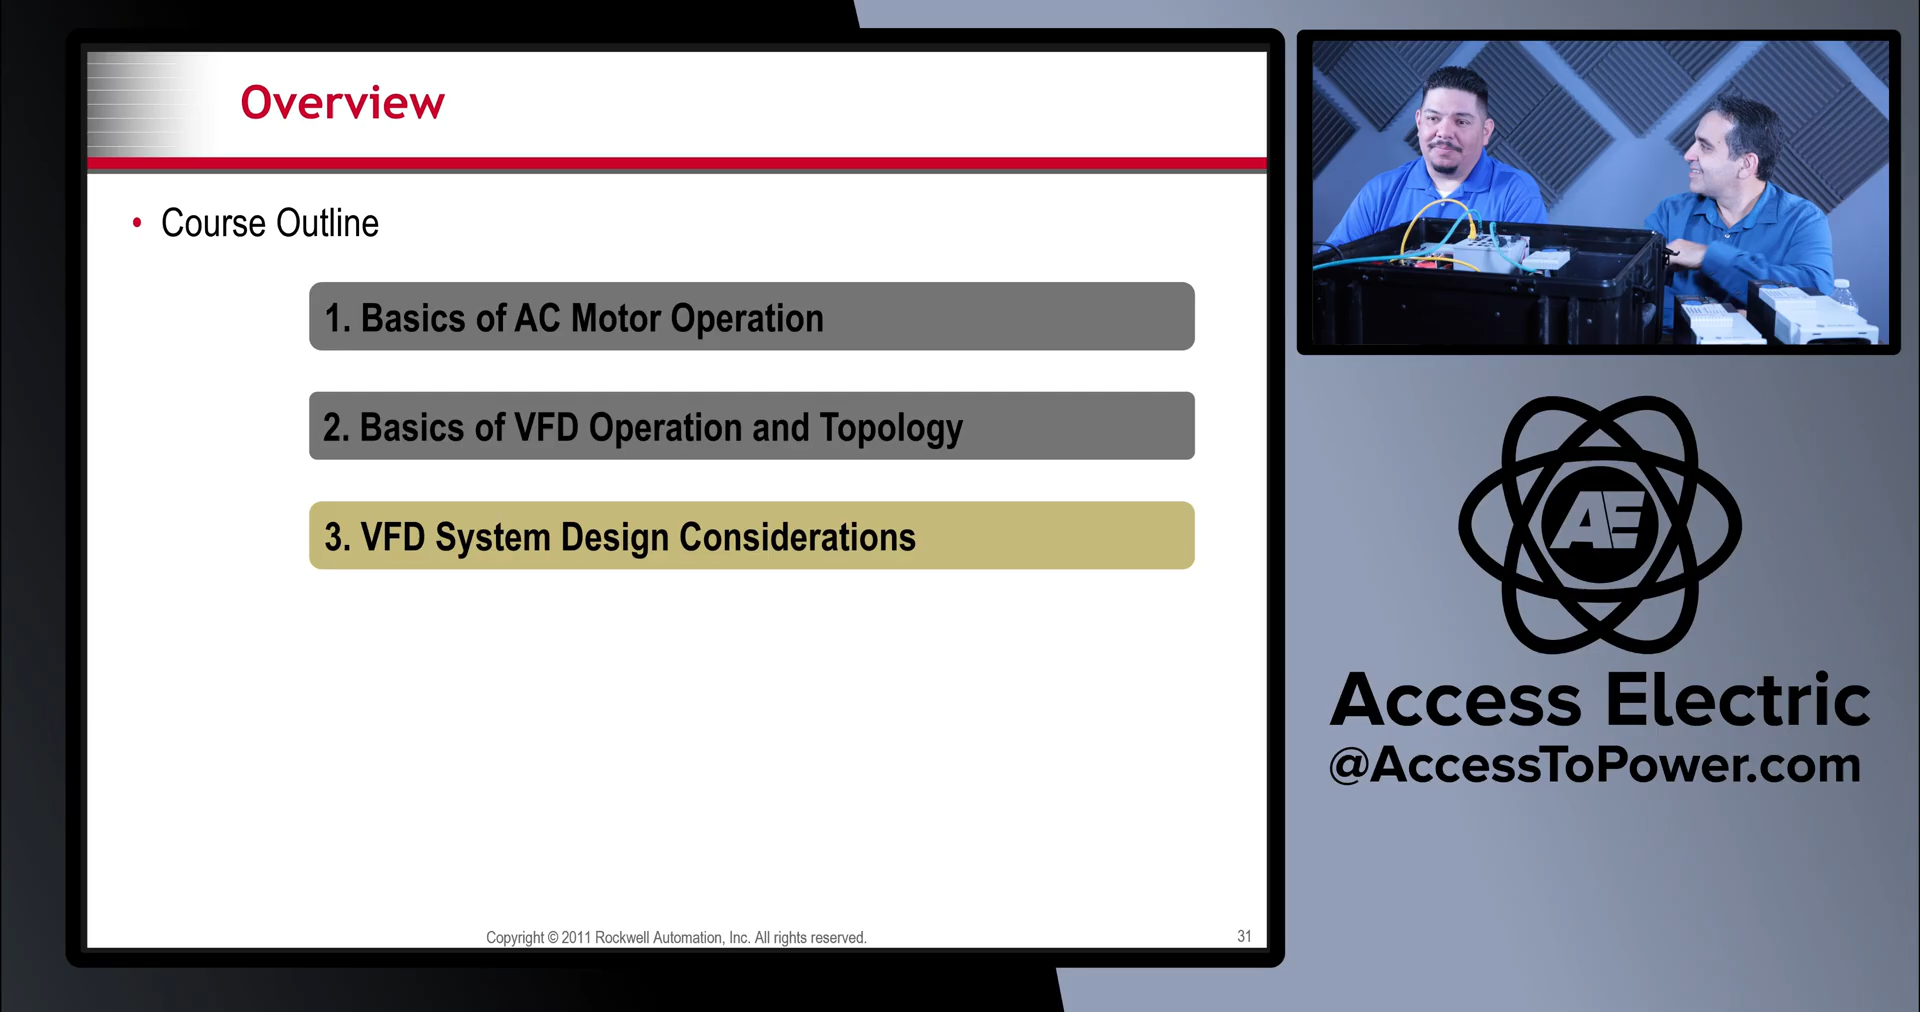 Overview
• Course Outline
1. Basics of AC Motor Operation
2. Basics of VFD Operation and Topology
3. VFD System Design Considerations
Copyright © 2011 Rockwell Automation, Inc. All rights reserved.
31
AE
Access Electric
@AccessToPower.com